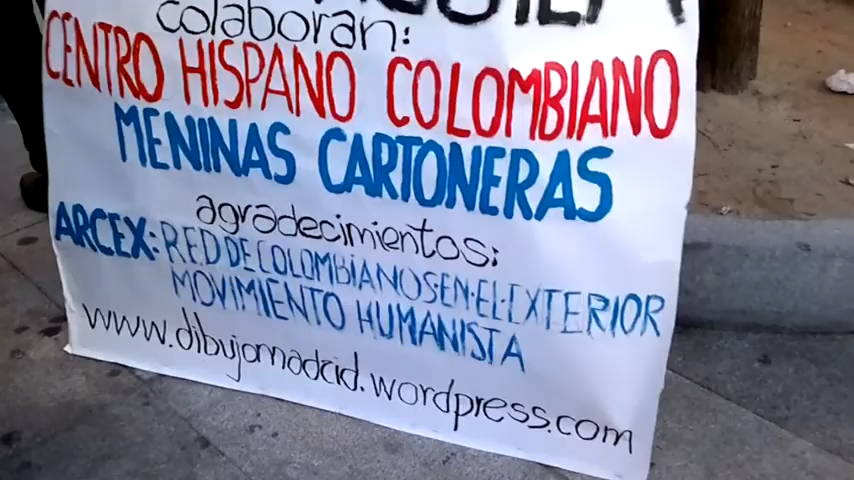 colaboran:
CENTRO HISPANO COLOMBIANO
MENINAS CARTONERAS
agradecimientos:
ARCEX: RED DE COLOMBIANOS·EN·EL·EXTERIOR
MOVIMIENTO HUMANISTA
www.dibujomadrid.wordpress.com